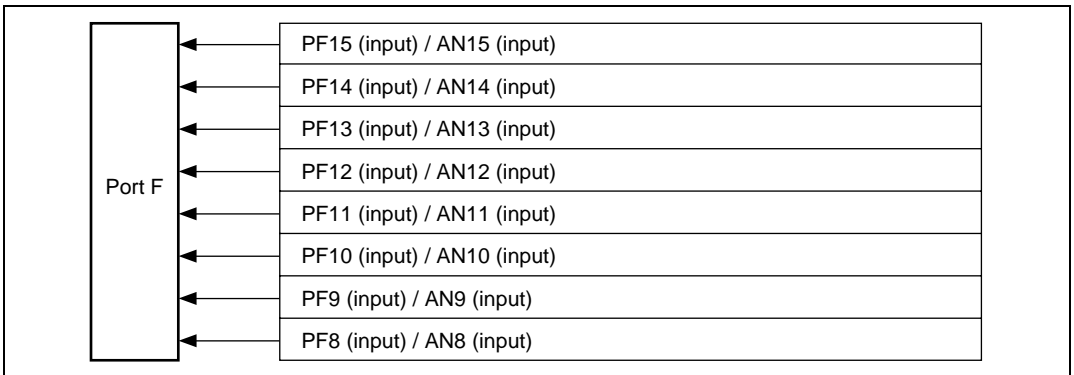 PF15 (input) / AN15 (input)
PF14 (input) / AN14 (input)
PF13 (input) / AN13 (input)
PF12 (input) / AN12 (input)
Port F
PF11 (input) / AN11 (input)
PF10 (input) / AN10 (input)
PF9 (input) / AN9 (input)
PF8 (input) / AN8 (input)